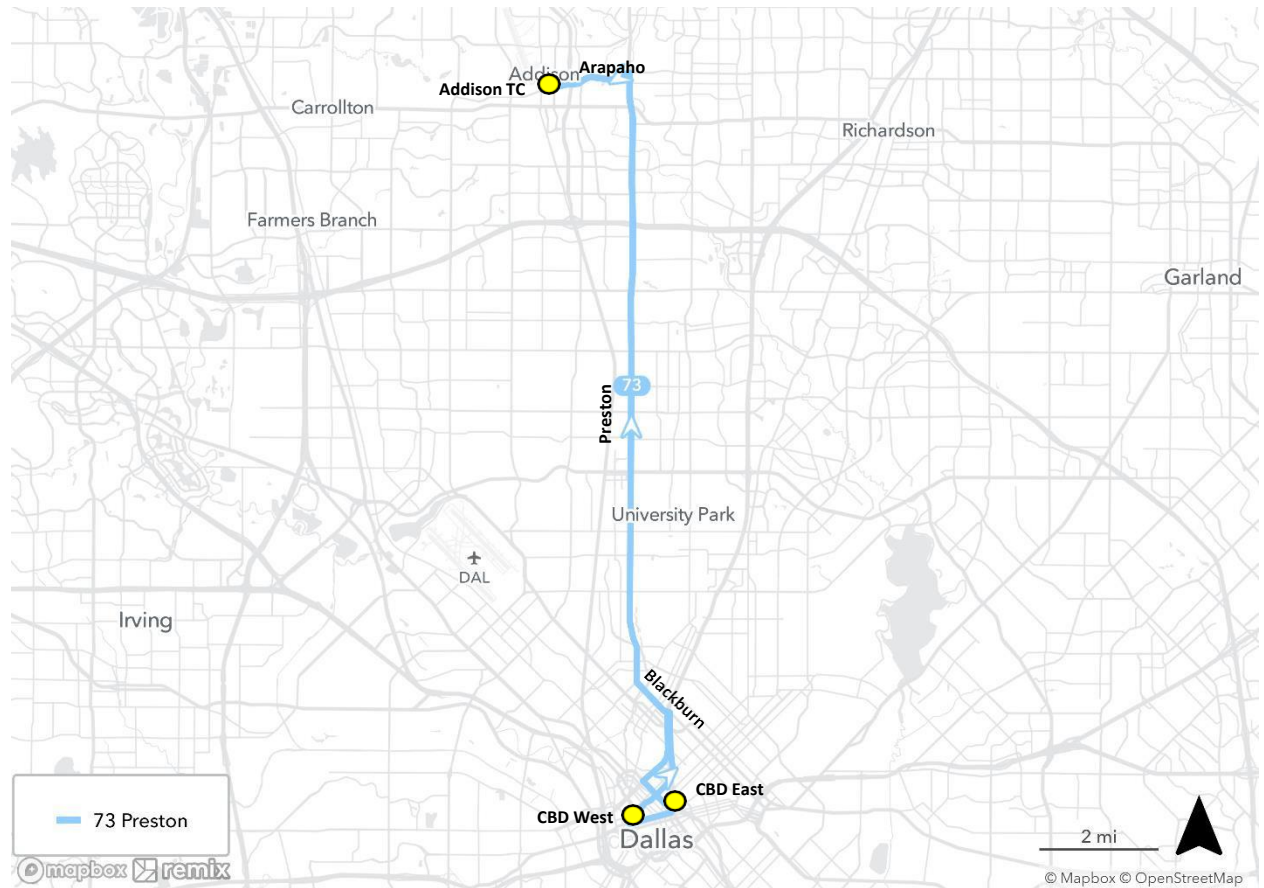 Addison
Arapaho
Addison TC
Carrollton
Richardson
Farmers Branch
Garland
73
Preston
University Park
DAL
Irving
Blackburn
CBD East
CBD West
Dallas
73 Preston
2 mi
mapbox remix
© Mapbox © OpenStreetMap